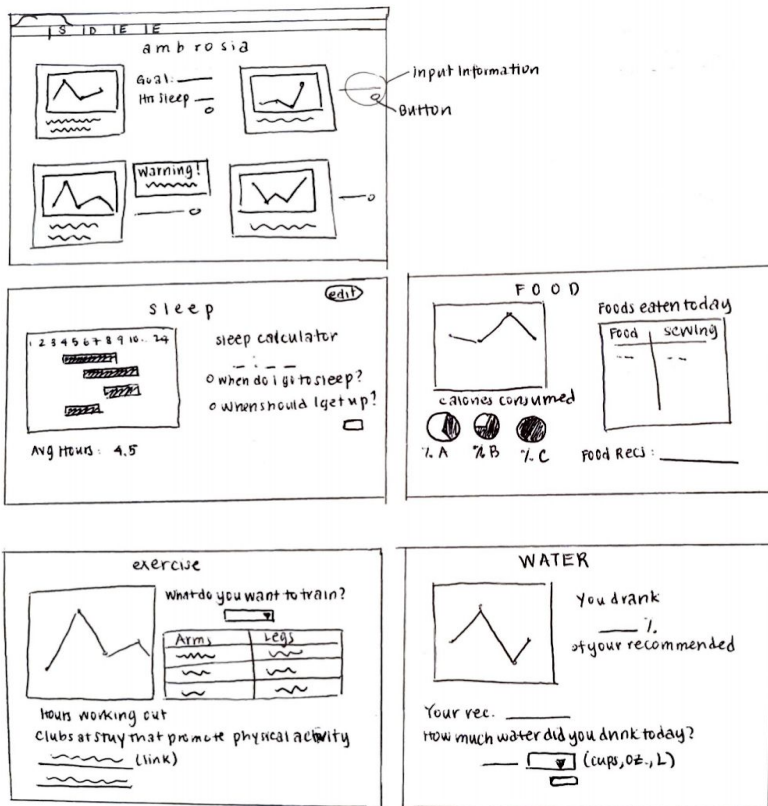 S D E E
ambrosia
Goal:
Hrs Sleep
Input Information
Button
Warning!
edit
Sleep
1 2 3 4 5 6 7 8 9 10.. 24
sleep calculator
when do I go to sleep?
when should I get up?
Avg Hours: 4.5
FOOD
Foods eaten today
Food serving
calories consumed
% A % B % C
Food Recs:
exercise
What do you want to train?
Arms Legs
Hours working out
Clubs at stuy that promote physical activity
(link)
WATER
You drank
%
of your recommended
Your rec.
How much water did you drink today?
(cups, oz., L)